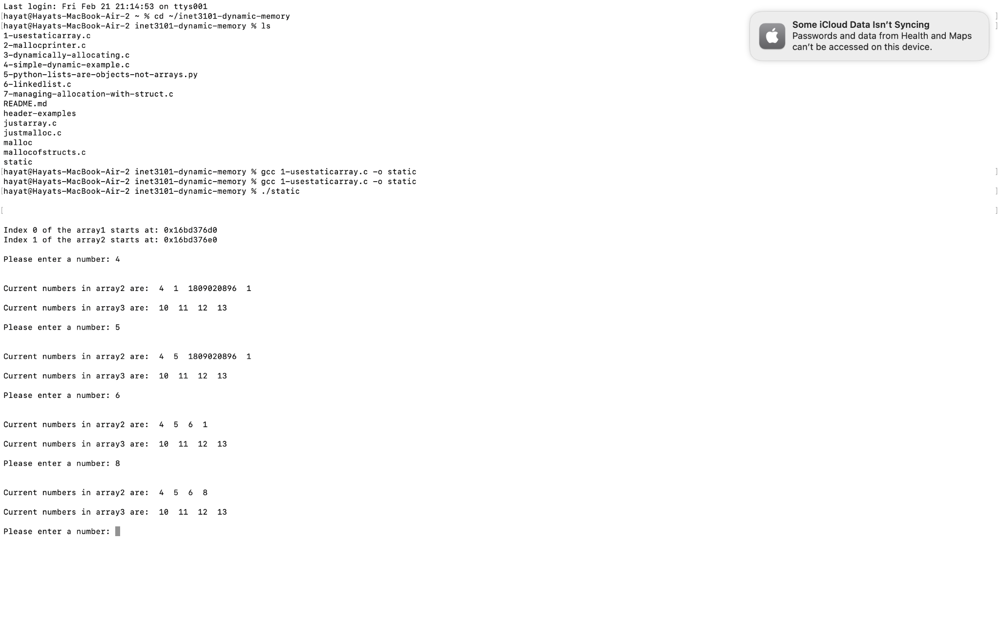 Last login: Fri Feb 21 21:14:53 on ttys001
[hayat@Hayats-MacBook-Air-2 ~ % cd ~/inet3101-dynamic-memory ]
[hayat@Hayats-MacBook-Air-2 inet3101-dynamic-memory % ls ]
Some iCloud Data Isn’t Syncing
Passwords and data from Health and Maps
can’t be accessed on this device.
1-usestaticarray.c
2-mallocprinter.c
3-dynamically-allocating.c
4-simple-dynamic-example.c
5-python-lists-are-objects-not-arrays.py
6-linkedlist.c
7-managing-allocation-with-struct.c
README.md
header-examples
justarray.c
justmalloc.c
malloc
mallocofstructs.c
static
[hayat@Hayats-MacBook-Air-2 inet3101-dynamic-memory % gcc 1-usestaticarray.c -o static ]
hayat@Hayats-MacBook-Air-2 inet3101-dynamic-memory % gcc 1-usestaticarray.c -o static
[hayat@Hayats-MacBook-Air-2 inet3101-dynamic-memory % ./static ]
[ ]
Index 0 of the array1 starts at: 0x16bd376d0
Index 1 of the array2 starts at: 0x16bd376e0
Please enter a number: 4
Current numbers in array2 are:  4  1  1809020896  1
Current numbers in array3 are:  10  11  12  13
Please enter a number: 5
Current numbers in array2 are:  4  5  1809020896  1
Current numbers in array3 are:  10  11  12  13
Please enter a number: 6
Current numbers in array2 are:  4  5  6  1
Current numbers in array3 are:  10  11  12  13
Please enter a number: 8
Current numbers in array2 are:  4  5  6  8
Current numbers in array3 are:  10  11  12  13
Please enter a number: